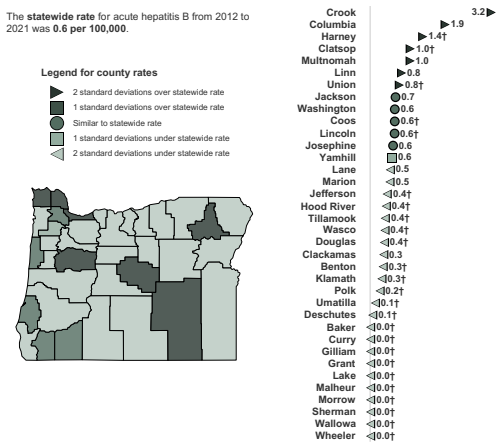 The statewide rate for acute hepatitis B from 2012 to
2021 was 0.6 per 100,000.
Legend for county rates
2 standard deviations over statewide rate
1 standard deviations over statewide rate
Similar to statewide rate
1 standard deviations under statewide rate
2 standard deviations under statewide rate
Crook 3.2
Columbia 1.9
Harney 1.4†
Clatsop 1.0†
Multnomah 1.0
Linn 0.8
Union 0.8†
Jackson 0.7
Washington 0.6
Coos 0.6†
Lincoln 0.6†
Josephine 0.6
Yamhill 0.6
Lane 0.5
Marion 0.5
Jefferson 0.4†
Hood River 0.4†
Tillamook 0.4†
Wasco 0.4†
Douglas 0.4†
Clackamas 0.3
Benton 0.3†
Klamath 0.3†
Polk 0.2†
Umatilla 0.1†
Deschutes 0.1†
Baker 0.0†
Curry 0.0†
Gilliam 0.0†
Grant 0.0†
Lake 0.0†
Malheur 0.0†
Morrow 0.0†
Sherman 0.0†
Wallowa 0.0†
Wheeler 0.0†